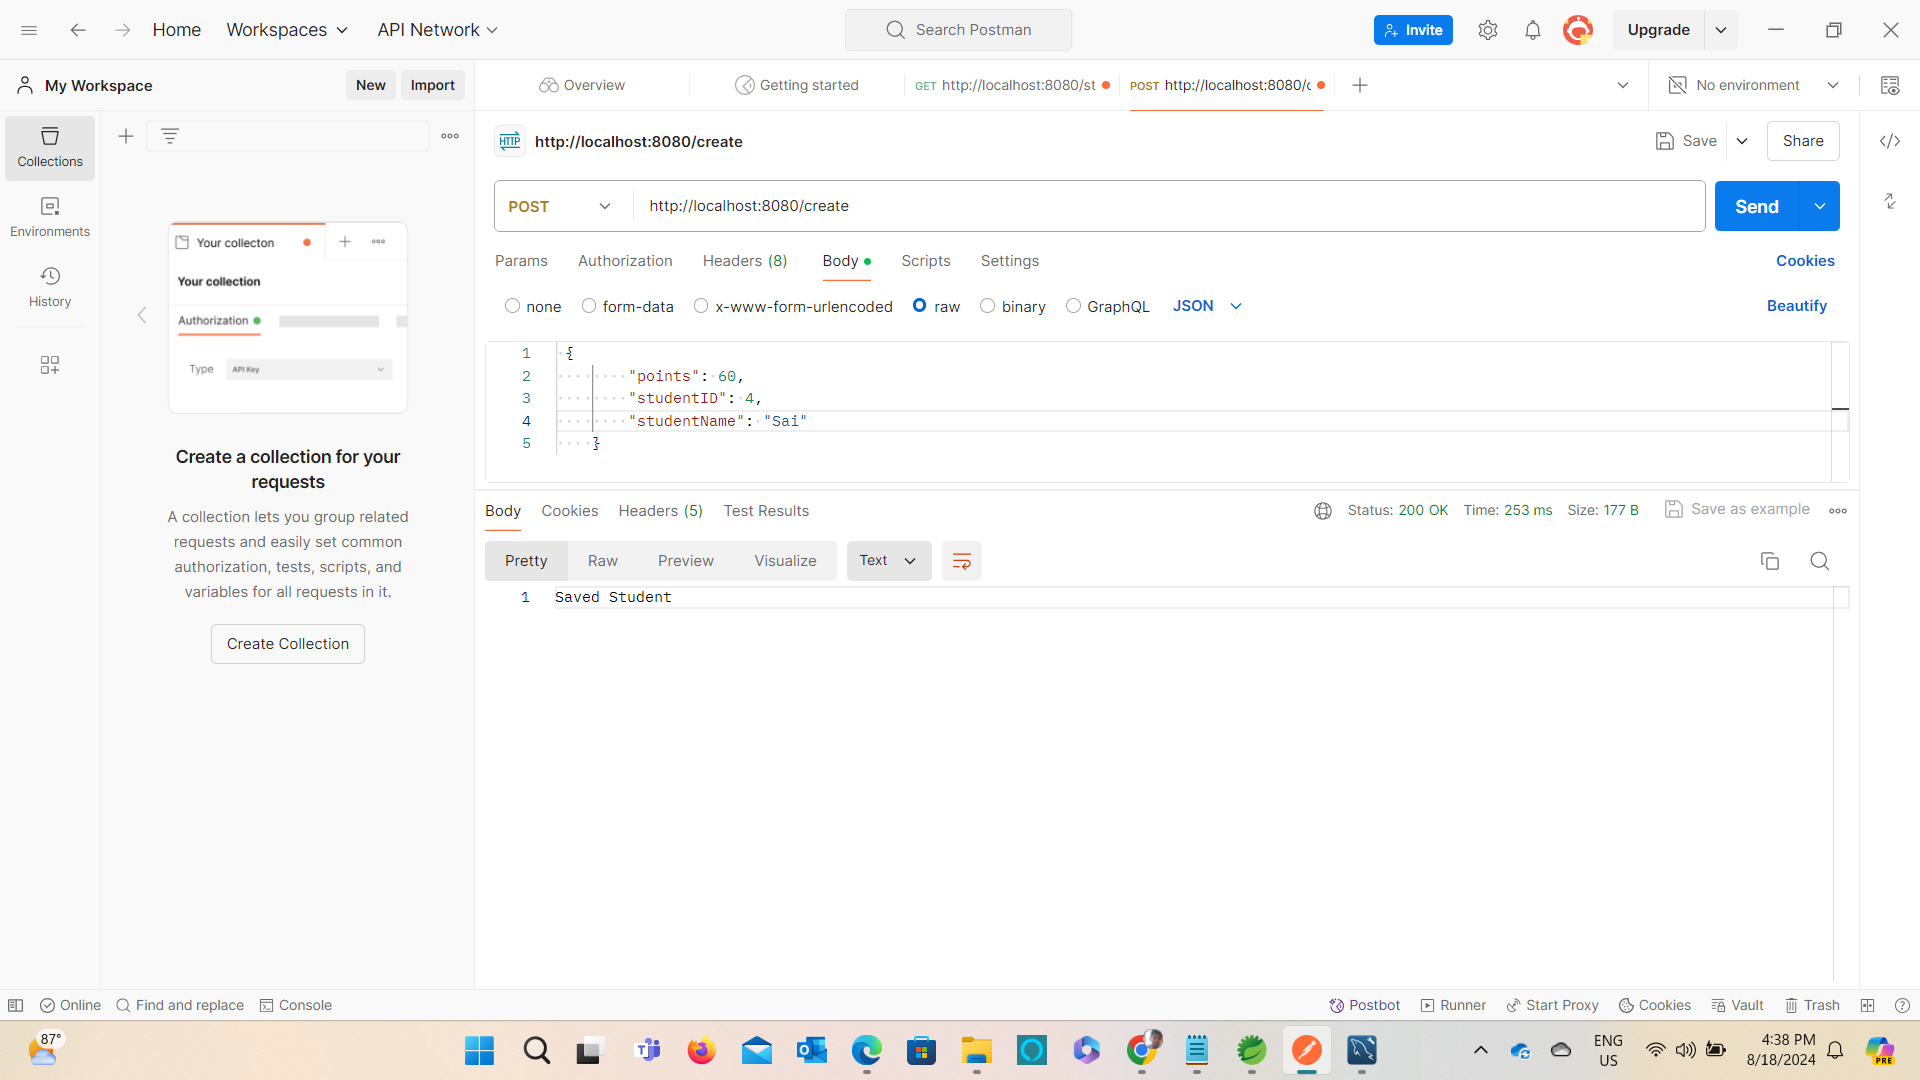 Home
Workspaces
API Network
Search Postman
Invite
Upgrade
My Workspace
New
Import
Overview
Getting started
GET http://localhost:8080/st
POST http://localhost:8080/c
No environment
Collections
Environments
History
HTTP
http://localhost:8080/create
Save
Share
POST
http://localhost:8080/create
Send
Params
Authorization
Headers (8)
Body
Scripts
Settings
Cookies
none
form-data
x-www-form-urlencoded
raw
binary
GraphQL
JSON
Beautify
1 {
2 "points": 60,
3 "studentID": 4,
4 "studentName": "Sai"
5 }
Your collecton
Your collection
Authorization
Type
API Key
Create a collection for your
requests
A collection lets you group related
requests and easily set common
authorization, tests, scripts, and
variables for all requests in it.
Create Collection
Body
Cookies
Headers (5)
Test Results
Status: 200 OK
Time: 253 ms
Size: 177 B
Save as example
Pretty
Raw
Preview
Visualize
Text
1 Saved Student
Online
Find and replace
Console
Postbot
Runner
Start Proxy
Cookies
Vault
Trash
87°
ENG
US
4:38 PM
8/18/2024
PRE